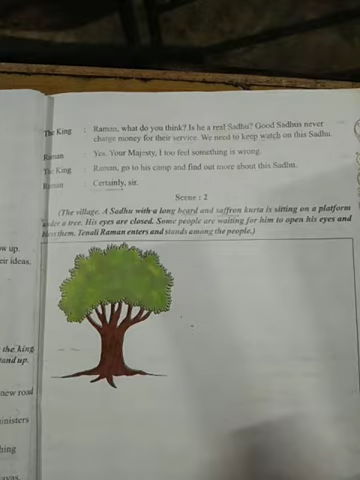 The King : Raman, what do you think? Is he a real Sadhu? Good Sadhus never
change money for their service. We need to keep watch on this Sadhu.
Raman : Yes. Your Majesty, I too feel something is wrong.
The King : Raman, go to his camp and find out more about this Sadhu.
Raman : Certainly, sir.
Scene : 2
(The village. A Sadhu with a long beard and saffron kurta is sitting on a platform
under a tree. His eyes are closed. Some people are waiting for him to open his eyes and
bless them. Tenali Raman enters and stands among the people.)
up.
eir ideas.
the king
tand up.
new road
inisters
hing